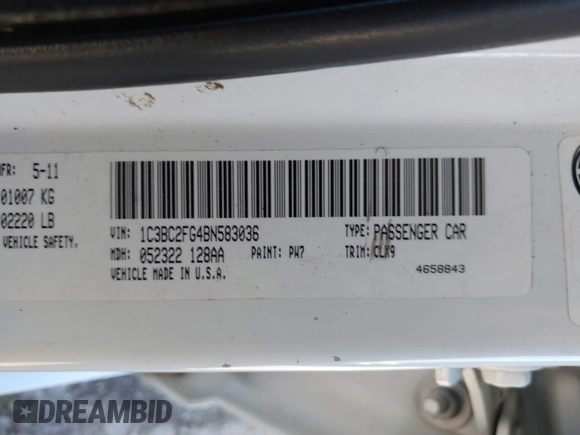 FR: 5-11
01007 KG
02220 LB
VEHICLE SAFETY.
VIN: 1C3BC2FG4BN583036 TYPE: PASSENGER CAR
MDH: 052322 128AA PAINT: PW7 TRIM: CLX9
VEHICLE MADE IN U.S.A. 4658843
DREAMBID